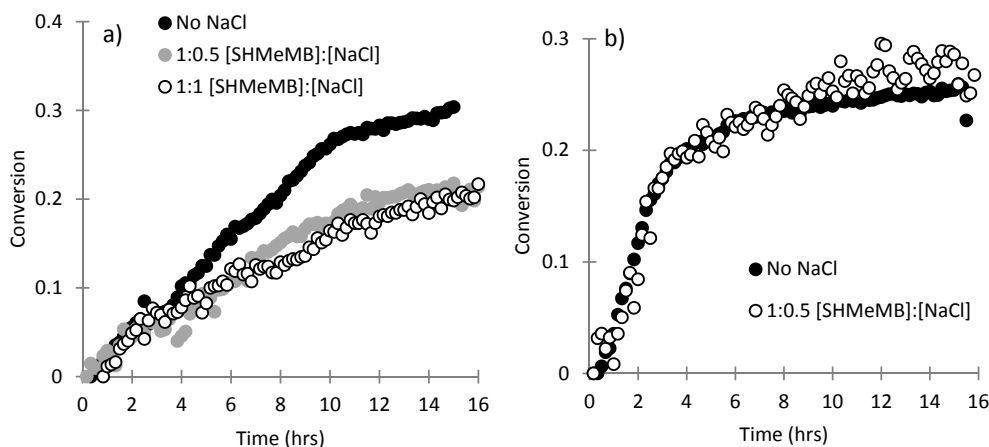 a)
No NaCl
1:0.5 [SHMeMB]:[NaCl]
1:1 [SHMeMB]:[NaCl]
0.4
0.3
0.2
0.1
0
Conversion
0 2 4 6 8 10 12 14 16
Time (hrs)
b)
0.3
0.2
0.1
0.0
Conversion
No NaCl
1:0.5 [SHMeMB]:[NaCl]
0 2 4 6 8 10 12 14 16
Time (hrs)